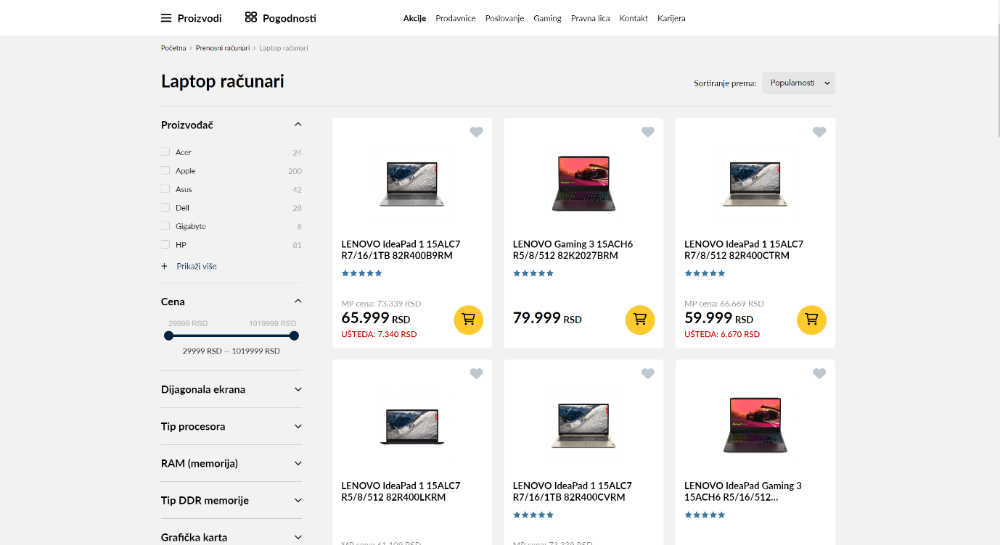 Proizvodi
Pogodnosti
Akcije Prodavnice Poslovanje Gaming Pravna lica Kontakt Karijera
Početna > Prenosni računari > Laptop računari
Laptop računari
Sortiranje prema: Popularnosti
Proizvođač
Acer 24
Apple 200
Asus 42
Dell 28
Gigabyte 8
HP 81
+ Prikaži više
Cena
29999 RSD 1019999 RSD
29999 RSD — 1019999 RSD
Dijagonala ekrana
Tip procesora
RAM (memorija)
Tip DDR memorije
Grafička karta
LENOVO IdeaPad 1 15ALC7
R7/16/1TB 82R400B9RM
MP cena: 73.339 RSD
65.999 RSD
UŠTEDA: 7.340 RSD
LENOVO Gaming 3 15ACH6
R5/8/512 82K2027BRM
79.999 RSD
LENOVO IdeaPad 1 15ALC7
R7/8/512 82R400CTRM
MP cena: 66.669 RSD
59.999 RSD
UŠTEDA: 6.670 RSD
LENOVO IdeaPad 1 15ALC7
R5/8/512 82R400LKRM
MP cena: 61.109 RSD
LENOVO IdeaPad 1 15ALC7
R7/16/1TB 82R400CVRM
MP cena: 73.339 RSD
LENOVO IdeaPad Gaming 3
15ACH6 R5/16/512...